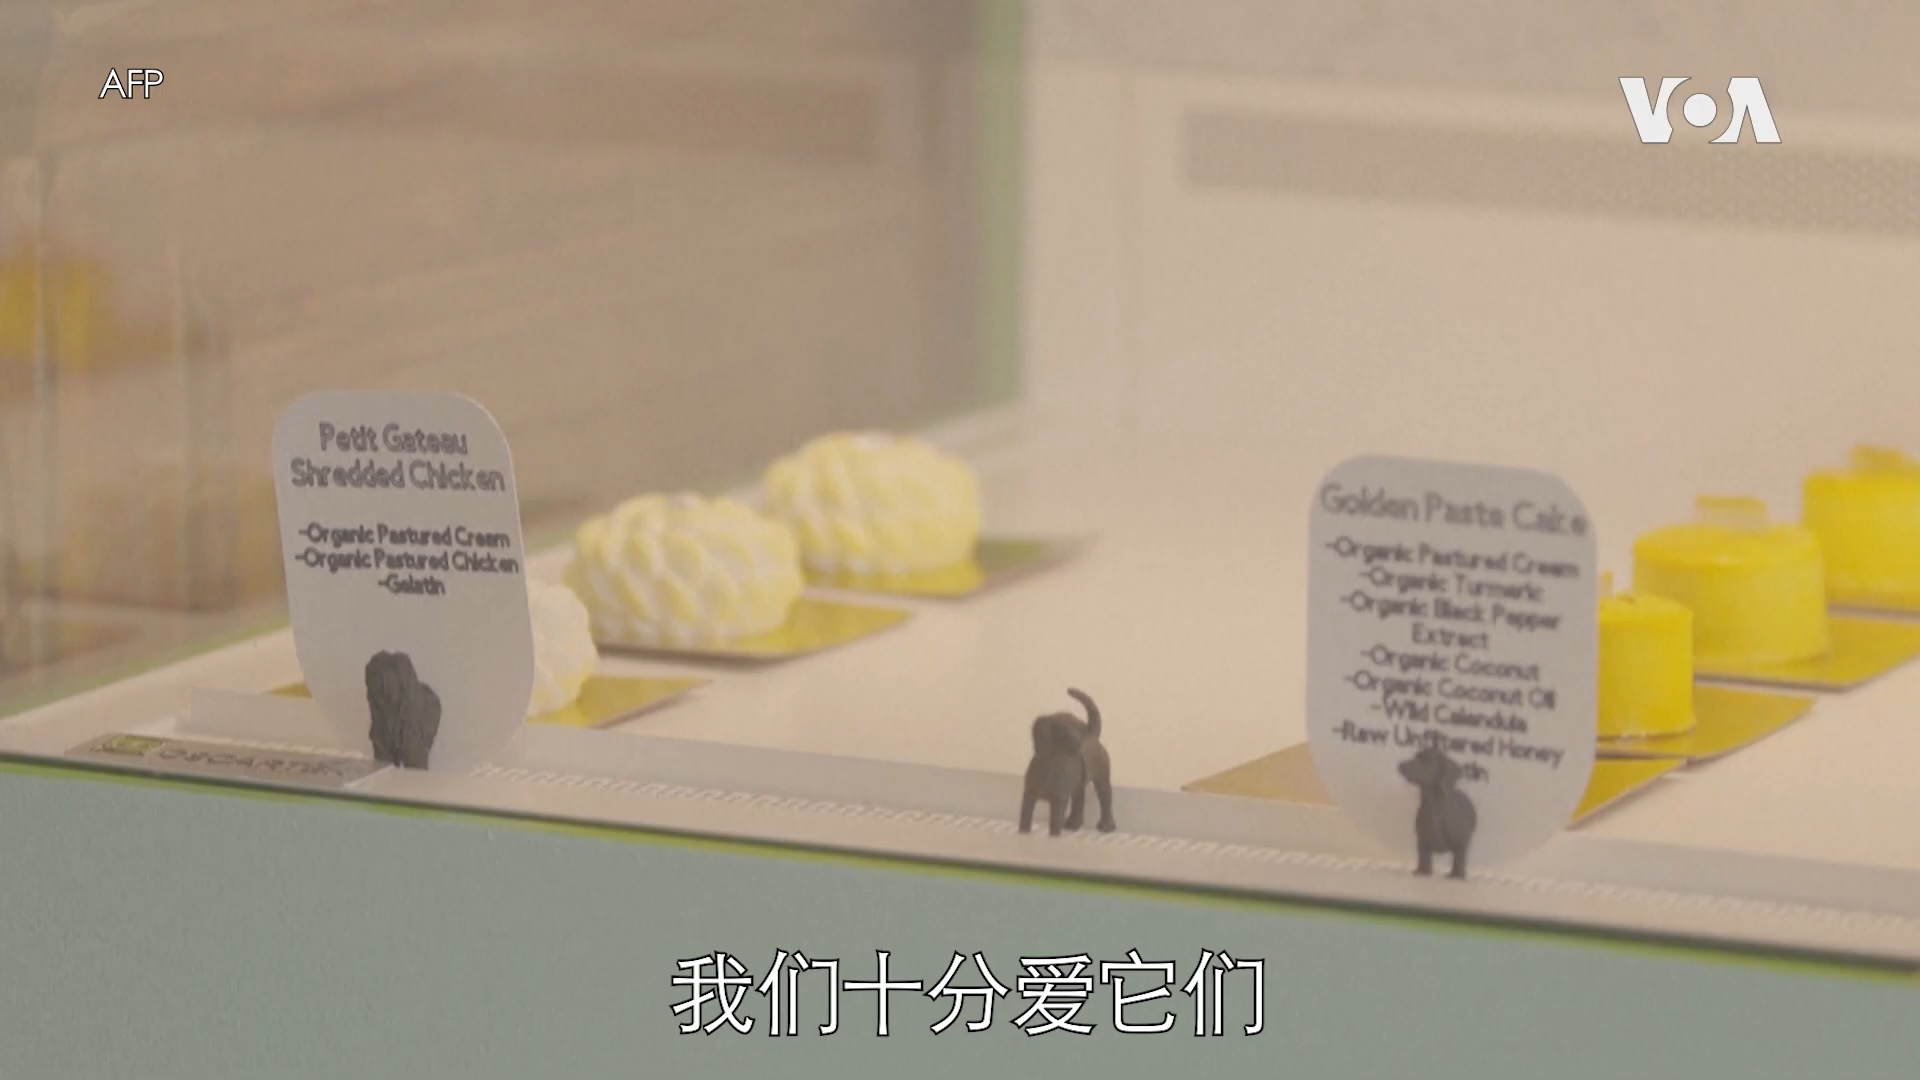 AFP
VOA
Petit Gateau
Shredded Chicken
-Organic Pastured Cream
-Organic Pastured Chicken
-Gelatin
Golden Paste Cake
-Organic Pastured Cream
-Organic Turmeric
-Organic Black Pepper
Extract
-Organic Coconut
-Organic Coconut Oil
-Wild Calendula
-Raw Unfiltered Honey
我们十分爱它们